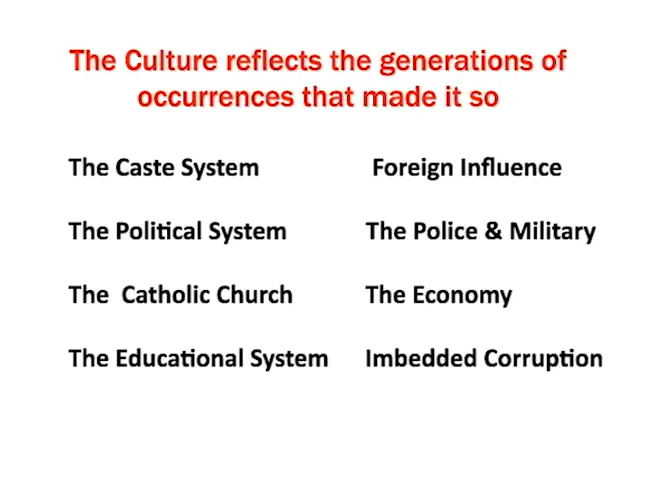 The Culture reflects the generations of
occurrences that made it so
The Caste System
The Political System
The  Catholic Church
The Educational System
Foreign Influence
The Police & Military
The Economy
Imbedded Corruption